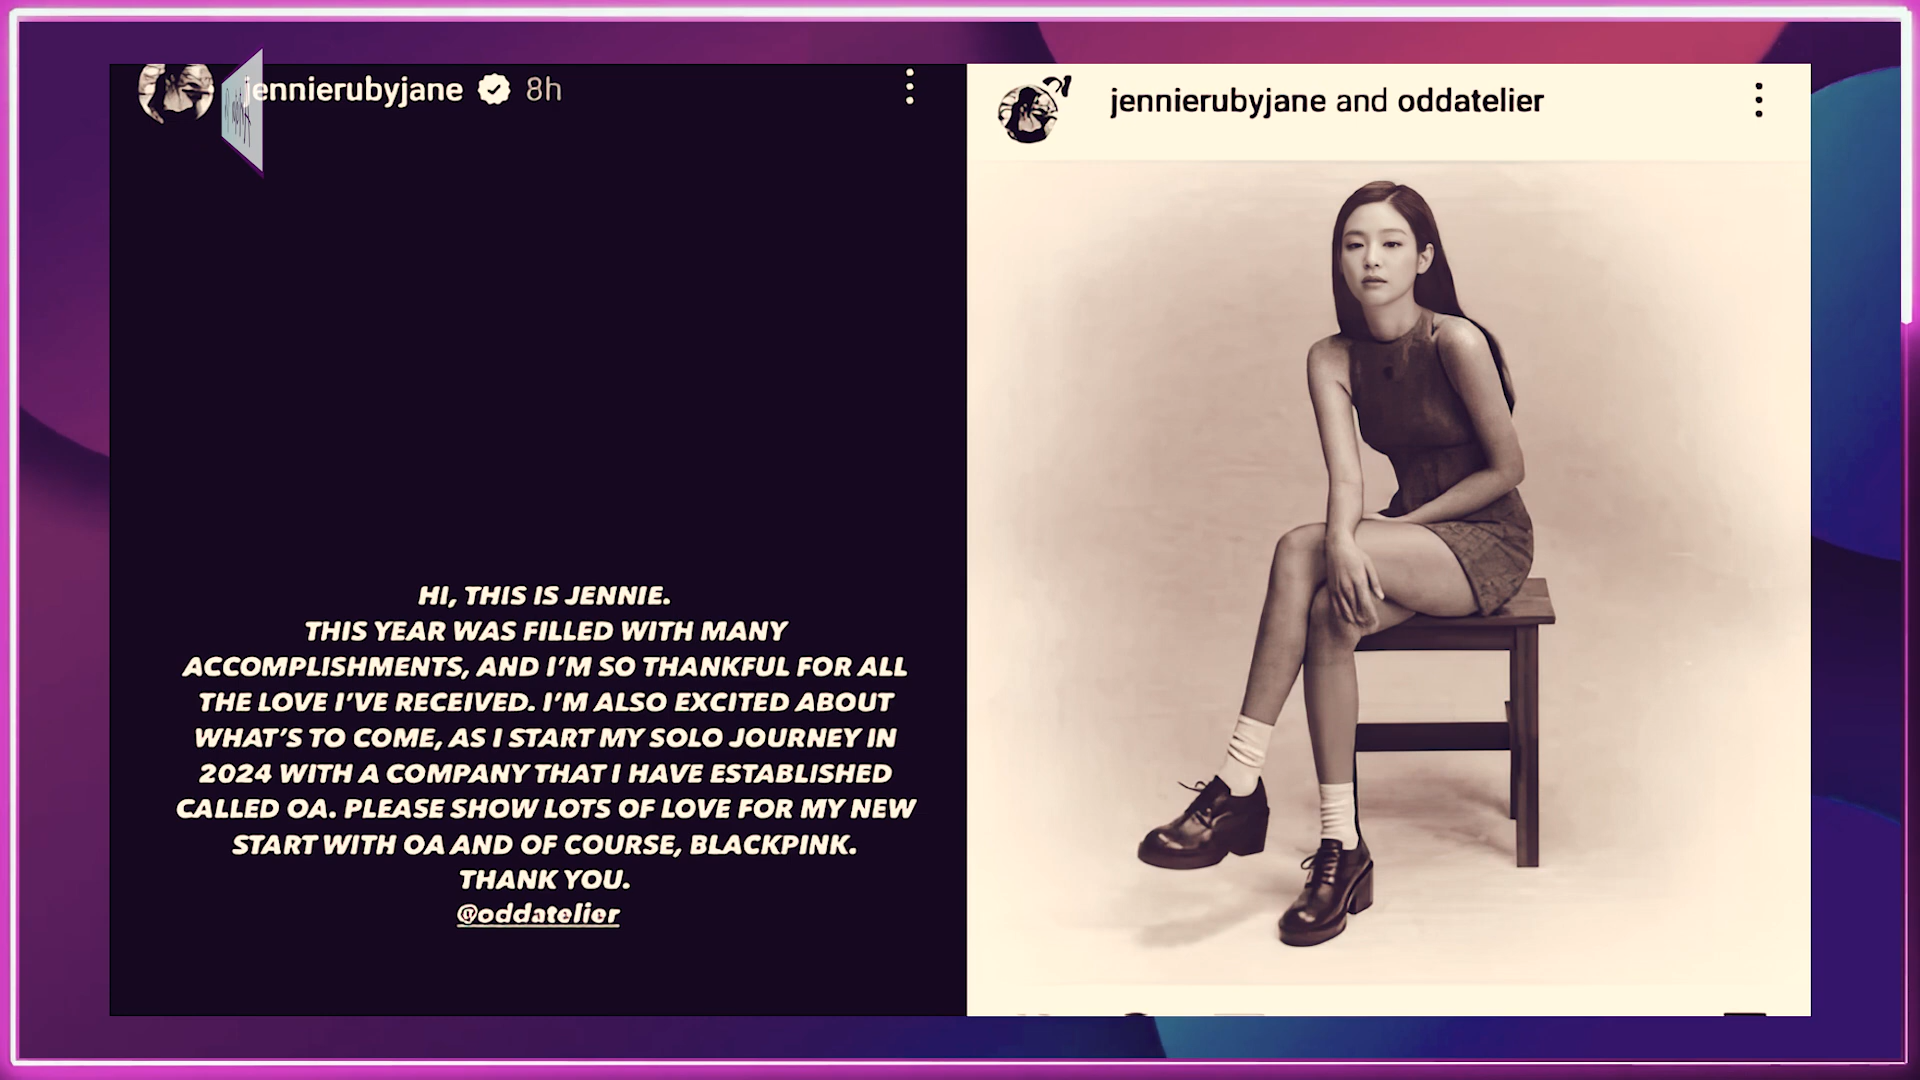 jennierubyjane 8h
HI, THIS IS JENNIE.
THIS YEAR WAS FILLED WITH MANY
ACCOMPLISHMENTS, AND I'M SO THANKFUL FOR ALL
THE LOVE I'VE RECEIVED. I'M ALSO EXCITED ABOUT
WHAT'S TO COME, AS I START MY SOLO JOURNEY IN
2024 WITH A COMPANY THAT I HAVE ESTABLISHED
CALLED OA. PLEASE SHOW LOTS OF LOVE FOR MY NEW
START WITH OA AND OF COURSE, BLACKPINK.
THANK YOU.
@oddatelier
jennierubyjane and oddatelier